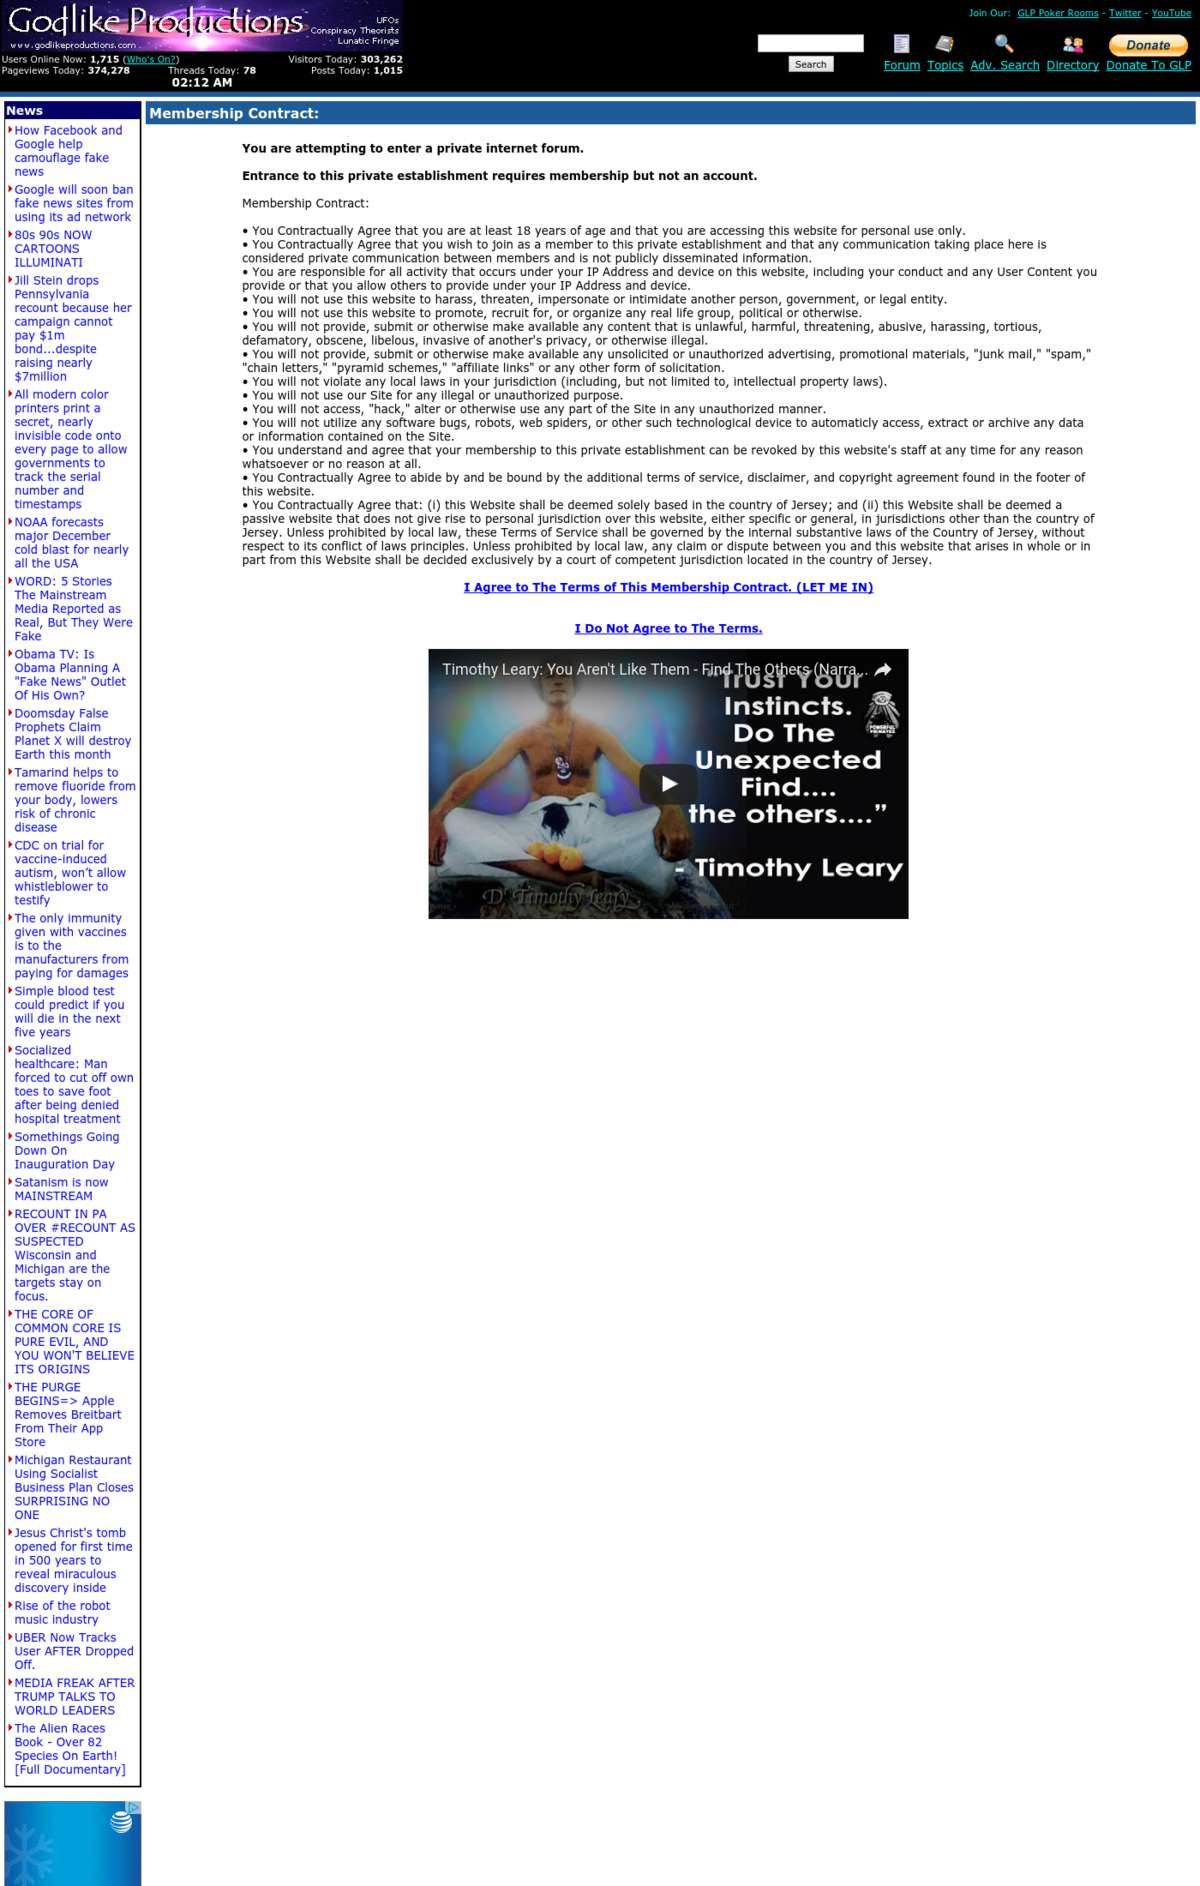 Godlike Productions
UFOs
Conspiracy Theorists
Lunatic Fringe
www.godlikeproductions.com
Users Online Now: 1,715 (Who's On?) Visitors Today: 303,262
Pageviews Today: 374,278 Threads Today: 78 Posts Today: 1,015
02:12 AM
Join Our: GLP Poker Rooms - Twitter - YouTube
Search
Forum Topics Adv. Search Directory Donate To GLP
Donate
News
How Facebook and
Google help
camouflage fake
news
Google will soon ban
fake news sites from
using its ad network
80s 90s NOW
CARTOONS
ILLUMINATI
Jill Stein drops
Pennsylvania
recount because her
campaign cannot
pay $1m
bond...despite
raising nearly
$7million
All modern color
printers print a
secret, nearly
invisible code onto
every page to allow
governments to
track the serial
number and
timestamps
NOAA forecasts
major December
cold blast for nearly
all the USA
WORD: 5 Stories
The Mainstream
Media Reported as
Real, But They Were
Fake
Obama TV: Is
Obama Planning A
"Fake News" Outlet
Of His Own?
Doomsday False
Prophets Claim
Planet X will destroy
Earth this month
Tamarind helps to
remove fluoride from
your body, lowers
risk of chronic
disease
CDC on trial for
vaccine-induced
autism, won’t allow
whistleblower to
testify
The only immunity
given with vaccines
is to the
manufacturers from
paying for damages
Simple blood test
could predict if you
will die in the next
five years
Socialized
healthcare: Man
forced to cut off own
toes to save foot
after being denied
hospital treatment
Somethings Going
Down On
Inauguration Day
Satanism is now
MAINSTREAM
RECOUNT IN PA
OVER #RECOUNT AS
SUSPECTED
Wisconsin and
Michigan are the
targets stay on
focus.
THE CORE OF
COMMON CORE IS
PURE EVIL, AND
YOU WON'T BELIEVE
ITS ORIGINS
THE PURGE
BEGINS=> Apple
Removes Breitbart
From Their App
Store
Michigan Restaurant
Using Socialist
Business Plan Closes
SURPRISING NO
ONE
Jesus Christ's tomb
opened for first time
in 500 years to
reveal miraculous
discovery inside
Rise of the robot
music industry
UBER Now Tracks
User AFTER Dropped
Off.
MEDIA FREAK AFTER
TRUMP TALKS TO
WORLD LEADERS
The Alien Races
Book - Over 82
Species On Earth!
[Full Documentary]
Membership Contract:
You are attempting to enter a private internet forum.
Entrance to this private establishment requires membership but not an account.
Membership Contract:
• You Contractually Agree that you are at least 18 years of age and that you are accessing this website for personal use only.
• You Contractually Agree that you wish to join as a member to this private establishment and that any communication taking place here is
considered private communication between members and is not publicly disseminated information.
• You are responsible for all activity that occurs under your IP Address and device on this website, including your conduct and any User Content you
provide or that you allow others to provide under your IP Address and device.
• You will not use this website to harass, threaten, impersonate or intimidate another person, government, or legal entity.
• You will not use this website to promote, recruit for, or organize any real life group, political or otherwise.
• You will not provide, submit or otherwise make available any content that is unlawful, harmful, threatening, abusive, harassing, tortious,
defamatory, obscene, libelous, invasive of another's privacy, or otherwise illegal.
• You will not provide, submit or otherwise make available any unsolicited or unauthorized advertising, promotional materials, "junk mail," "spam,"
"chain letters," "pyramid schemes," "affiliate links" or any other form of solicitation.
• You will not violate any local laws in your jurisdiction (including, but not limited to, intellectual property laws).
• You will not use our Site for any illegal or unauthorized purpose.
• You will not access, "hack," alter or otherwise use any part of the Site in any unauthorized manner.
• You will not utilize any software bugs, robots, web spiders, or other such technological device to automaticly access, extract or archive any data
or information contained on the Site.
• You understand and agree that your membership to this private establishment can be revoked by this website's staff at any time for any reason
whatsoever or no reason at all.
• You Contractually Agree to abide by and be bound by the additional terms of service, disclaimer, and copyright agreement found in the footer of
this website.
• You Contractually Agree that: (i) this Website shall be deemed solely based in the country of Jersey; and (ii) this Website shall be deemed a
passive website that does not give rise to personal jurisdiction over this website, either specific or general, in jurisdictions other than the country of
Jersey. Unless prohibited by local law, these Terms of Service shall be governed by the internal substantive laws of the Country of Jersey, without
respect to its conflict of laws principles. Unless prohibited by local law, any claim or dispute between you and this website that arises in whole or in
part from this Website shall be decided exclusively by a court of competent jurisdiction located in the country of Jersey.
I Agree to The Terms of This Membership Contract. (LET ME IN)
I Do Not Agree to The Terms.
Timothy Leary: You Aren't Like Them - Find The Others (Narra...
"Trust Your
Instincts.
Do The
Unexpected
Find....
the others...."
- Timothy Leary
POWERFUL
PRIMATES
Dr Timothy Leary